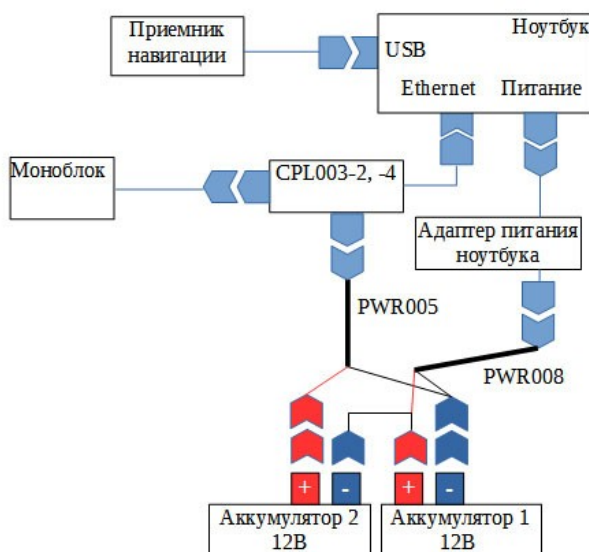 Приемник
навигации
Ноутбук
USB
Ethernet
Питание
Моноблок
CPL003-2, -4
Адаптер питания
ноутбука
PWR005
PWR008
+
-
+
-
Аккумулятор 2
12В
Аккумулятор 1
12В